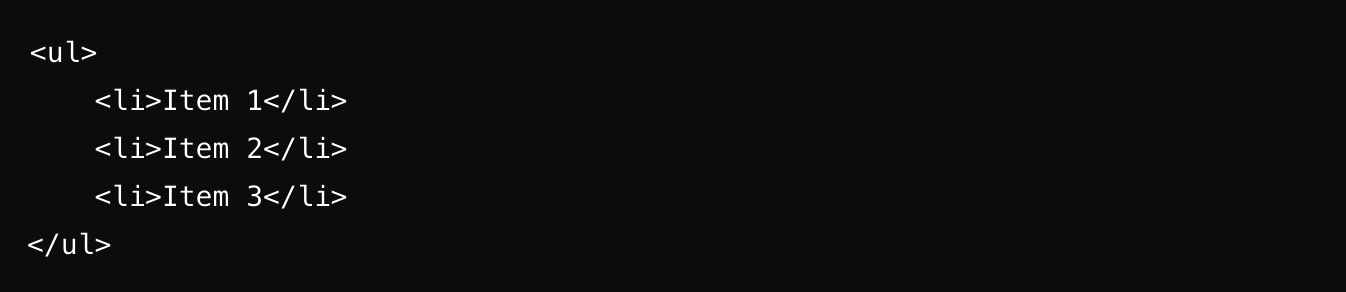 <ul>
    <li>Item 1</li>
    <li>Item 2</li>
    <li>Item 3</li>
</ul>